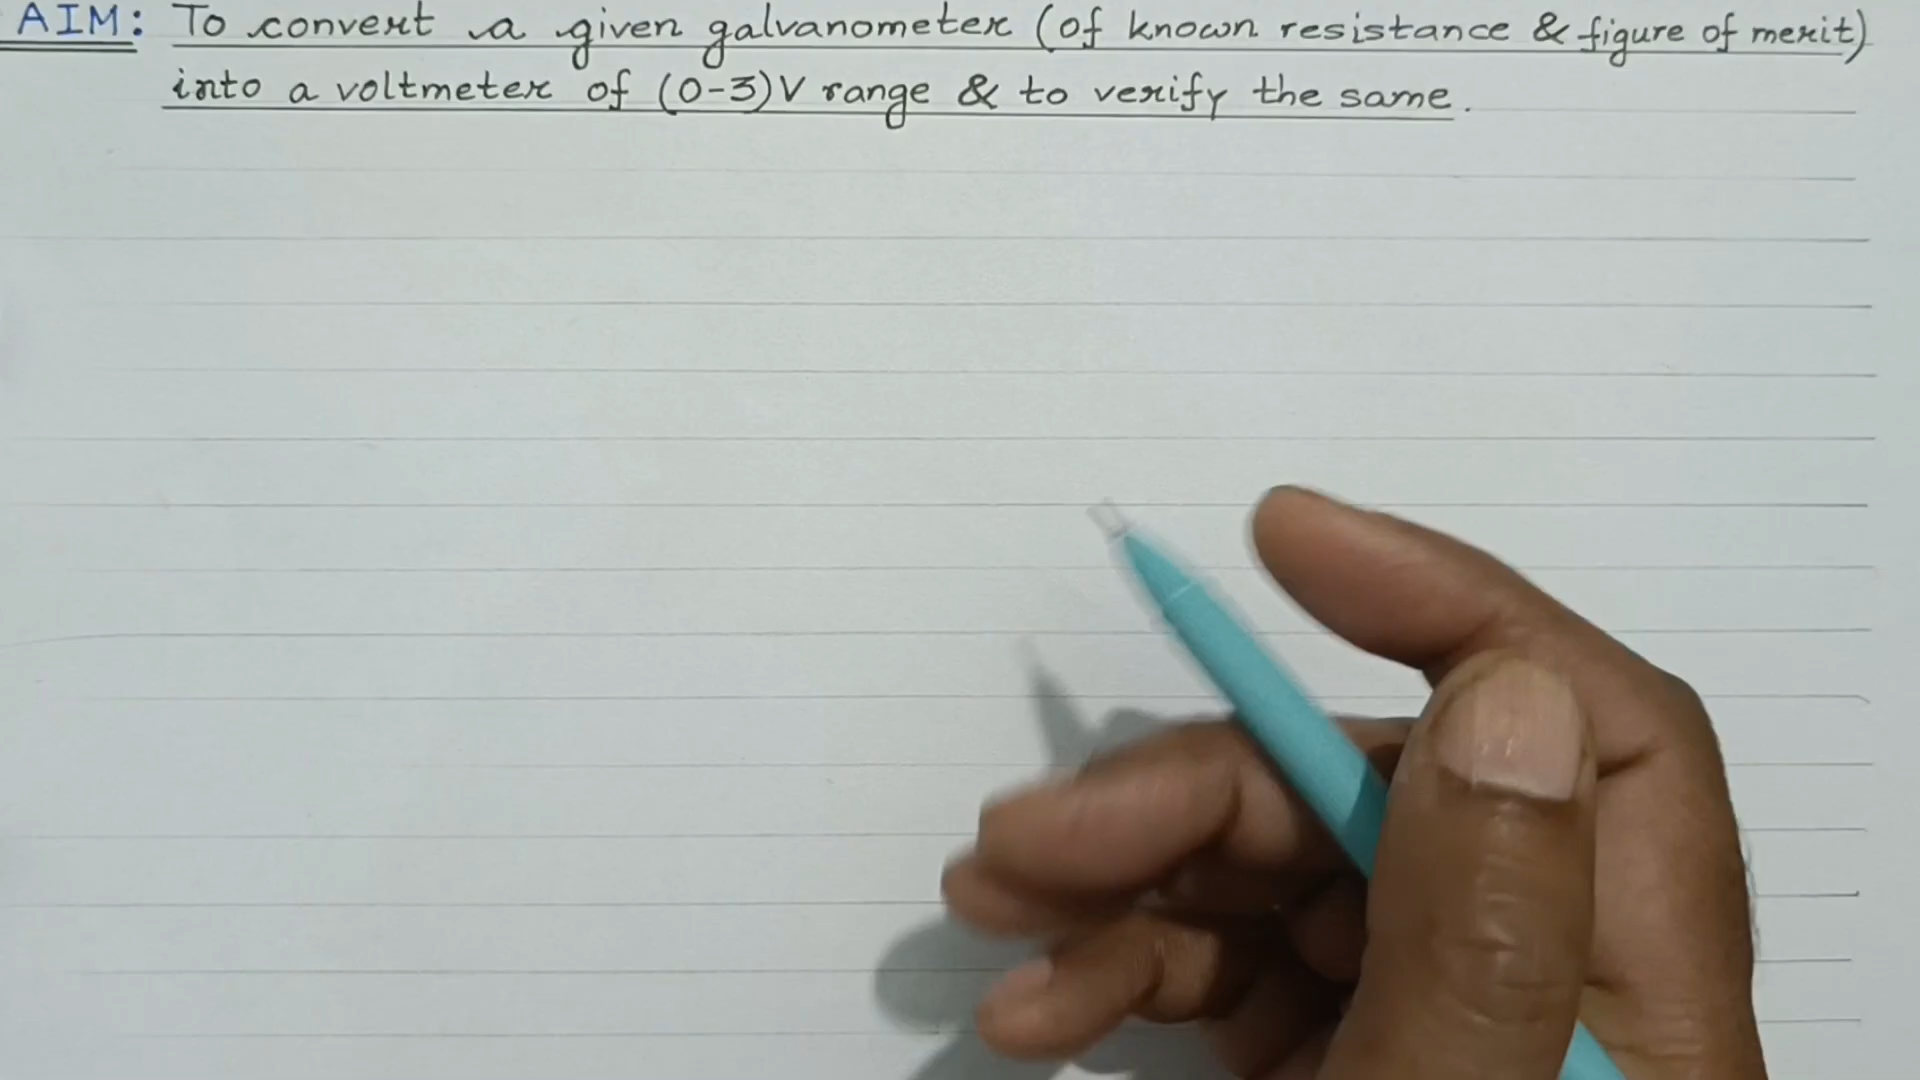 AIM: To convert a given galvanometer (of known resistance & figure of merit)
into a voltmeter of (0-3)V range & to verify the same.